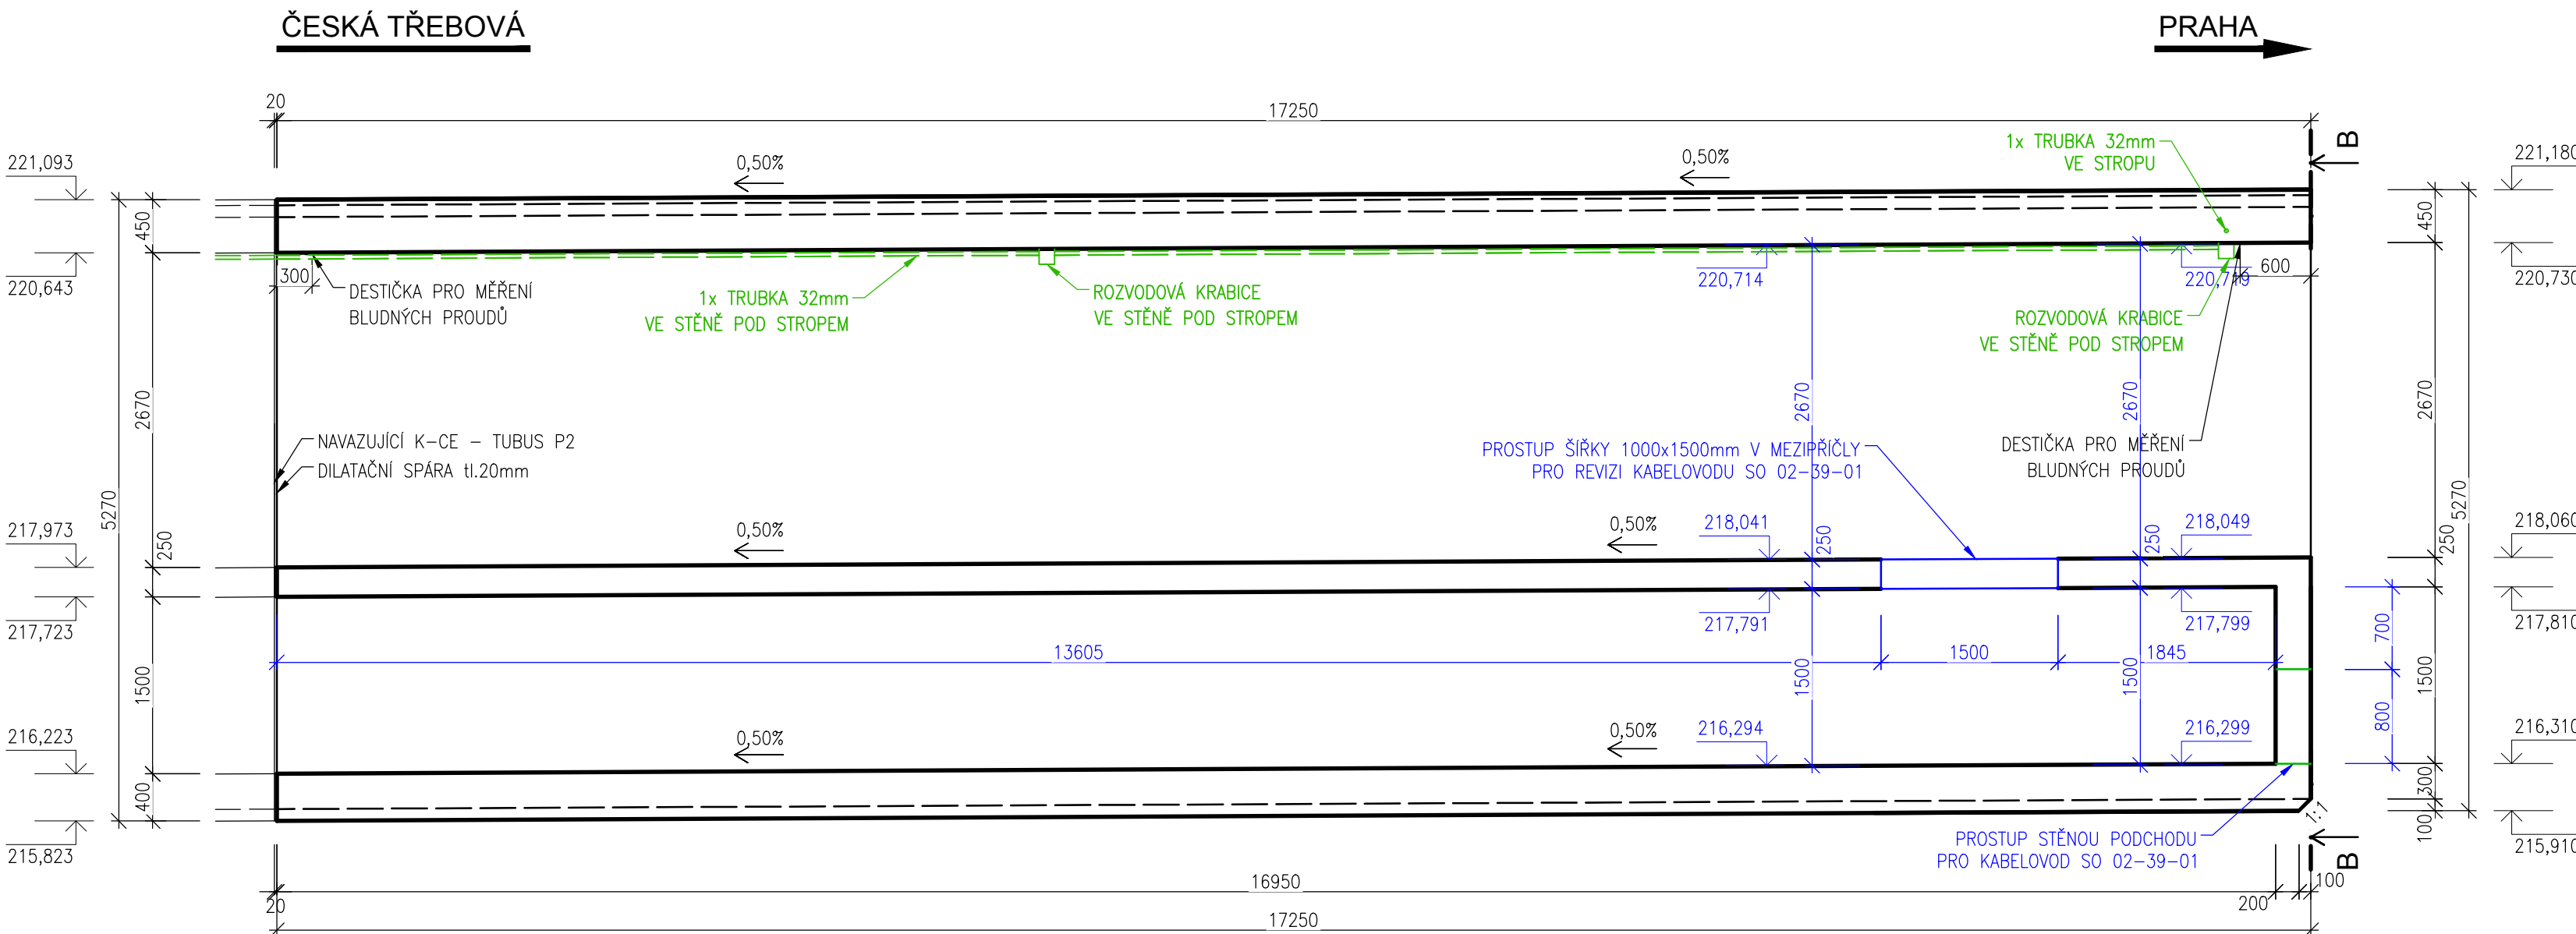 ČESKÁ TŘEBOVÁ
PRAHA
20
17250
B
221,093
0,50%
0,50%
1x TRUBKA 32mm
VE STROPU
221,180
450
450
220,643
300
DESTIČKA PRO MĚŘENÍ
BLUDNÝCH PROUDŮ
1x TRUBKA 32mm
VE STĚNĚ POD STROPEM
ROZVODOVÁ KRABICE
VE STĚNĚ POD STROPEM
220,714
220,719
600
220,730
ROZVODOVÁ KRABICE
VE STĚNĚ POD STROPEM
2670
2670
2670
2670
NAVAZUJÍCÍ K-CE - TUBUS P2
DILATAČNÍ SPÁRA tl.20mm
PROSTUP ŠÍŘKY 1000x1500mm V MEZIPŘÍČLY
PRO REVIZI KABELOVODU SO 02-39-01
DESTIČKA PRO MĚŘENÍ
BLUDNÝCH PROUDŮ
5270
5270
217,973
250
0,50%
0,50%
218,041
250
250
218,049
250
218,060
217,723
217,791
217,799
217,810
700
13605
1500
1845
1500
1500
1500
1500
800
216,223
0,50%
0,50%
216,294
216,299
216,310
400
300
1:1
100
215,823
PROSTUP STĚNOU PODCHODU
PRO KABELOVOD SO 02-39-01
B
215,910
16950
100
20
200
17250